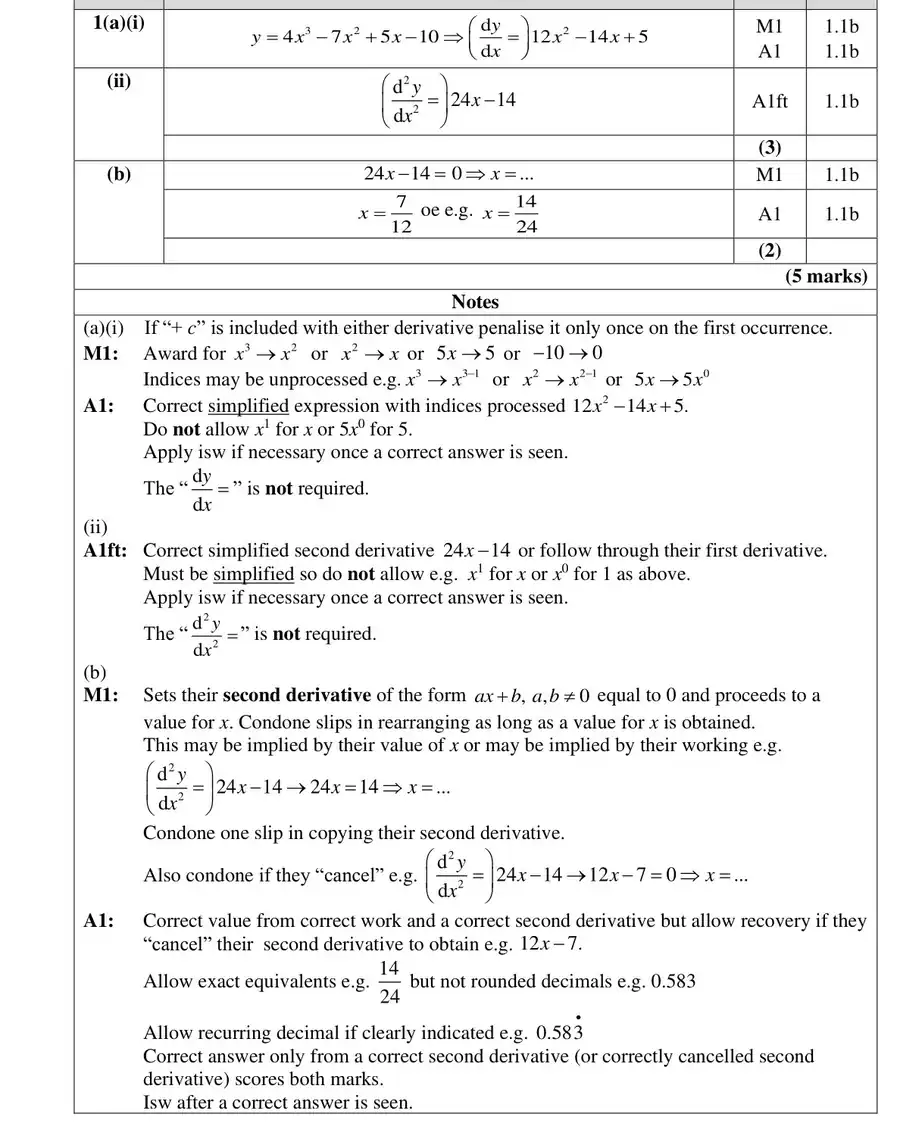 1(a)(i) y = 4x³ − 7x² + 5x − 10 ⇒ (dy/dx =) 12x² − 14x + 5 M1 1.1b
A1 1.1b
(ii) (d²y/dx² =) 24x − 14 A1ft 1.1b
(3)
(b) 24x − 14 = 0 ⇒ x = ... M1 1.1b
x = 7/12 oe e.g. x = 14/24 A1 1.1b
(2)
(5 marks)
Notes
(a)(i) If “+ c” is included with either derivative penalise it only once on the first occurrence.
M1: Award for x³ → x² or x² → x or 5x → 5 or −10 → 0
Indices may be unprocessed e.g. x³ → x³⁻¹ or x² → x²⁻¹ or 5x → 5x⁰
A1: Correct simplified expression with indices processed 12x² − 14x + 5.
Do not allow x¹ for x or 5x⁰ for 5.
Apply isw if necessary once a correct answer is seen.
The “dy/dx =” is not required.
(ii)
A1ft: Correct simplified second derivative 24x − 14 or follow through their first derivative.
Must be simplified so do not allow e.g. x¹ for x or x⁰ for 1 as above.
Apply isw if necessary once a correct answer is seen.
The “d²y/dx² =” is not required.
(b)
M1: Sets their second derivative of the form ax + b, a, b ≠ 0 equal to 0 and proceeds to a
value for x. Condone slips in rearranging as long as a value for x is obtained.
This may be implied by their value of x or may be implied by their working e.g.
(d²y/dx² =) 24x − 14 → 24x = 14 ⇒ x = ...
Condone one slip in copying their second derivative.
Also condone if they “cancel” e.g. (d²y/dx² =) 24x − 14 → 12x − 7 = 0 ⇒ x = ...
A1: Correct value from correct work and a correct second derivative but allow recovery if they
“cancel” their second derivative to obtain e.g. 12x − 7.
Allow exact equivalents e.g. 14/24 but not rounded decimals e.g. 0.583
Allow recurring decimal if clearly indicated e.g. 0.583̇
Correct answer only from a correct second derivative (or correctly cancelled second
derivative) scores both marks.
Isw after a correct answer is seen.